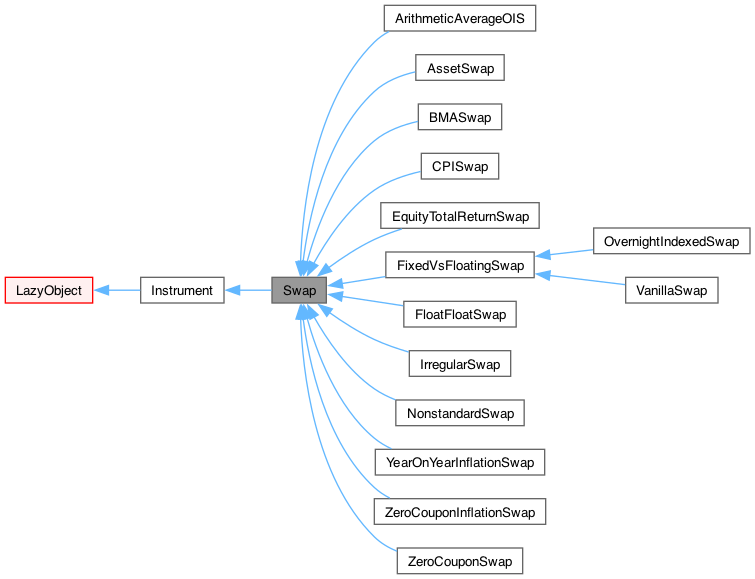 ArithmeticAverageOIS
AssetSwap
BMASwap
CPISwap
EquityTotalReturnSwap
OvernightIndexedSwap
FixedVsFloatingSwap
LazyObject
Instrument
Swap
VanillaSwap
FloatFloatSwap
IrregularSwap
NonstandardSwap
YearOnYearInflationSwap
ZeroCouponInflationSwap
ZeroCouponSwap